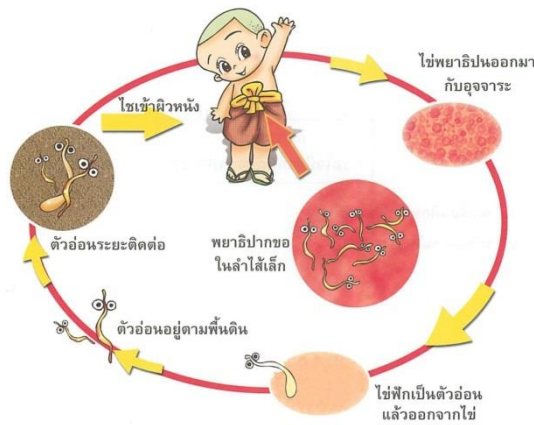 ไข่พยาธิปนออกมา
กับอุจจาระ
ไชเข้าผิวหนัง
ตัวอ่อนระยะติดต่อ
พยาธิปากขอ
ในลำไส้เล็ก
ตัวอ่อนอยู่ตามพื้นดิน
ไข่ฟักเป็นตัวอ่อน
แล้วออกจากไข่